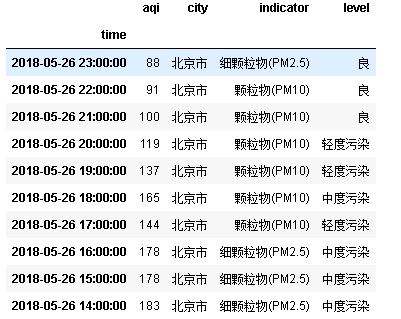 aqi city indicator level
time
2018-05-26 23:00:00 88 北京市 细颗粒物(PM2.5) 良
2018-05-26 22:00:00 91 北京市 颗粒物(PM10) 良
2018-05-26 21:00:00 100 北京市 颗粒物(PM10) 良
2018-05-26 20:00:00 119 北京市 颗粒物(PM10) 轻度污染
2018-05-26 19:00:00 137 北京市 颗粒物(PM10) 轻度污染
2018-05-26 18:00:00 165 北京市 颗粒物(PM10) 中度污染
2018-05-26 17:00:00 144 北京市 颗粒物(PM10) 轻度污染
2018-05-26 16:00:00 178 北京市 细颗粒物(PM2.5) 中度污染
2018-05-26 15:00:00 178 北京市 细颗粒物(PM2.5) 中度污染
2018-05-26 14:00:00 183 北京市 细颗粒物(PM2.5) 中度污染